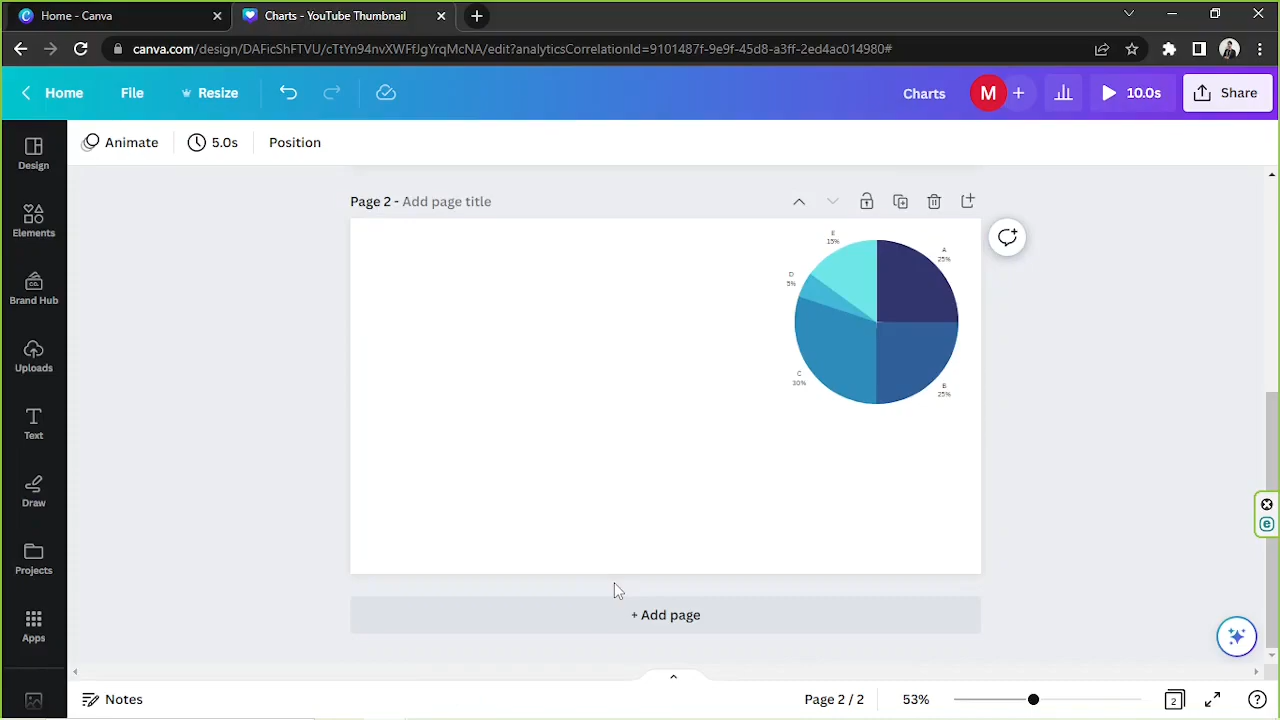 Home - Canva
Charts - YouTube Thumbnail
canva.com/design/DAFicShFTVU/cTtYn94nvXWFfJgYrqMcNA/edit?analyticsCorrelationId=9101487f-9e9f-45d8-a3ff-2ed4ac014980#
Home
File
Resize
Charts
M
10.0s
Share
Animate
5.0s
Position
Design
Elements
Brand Hub
Uploads
Text
Draw
Projects
Apps
Page 2 - Add page title
E
15%
A
25%
D
5%
C
30%
B
25%
+ Add page
Notes
Page 2 / 2
53%
2